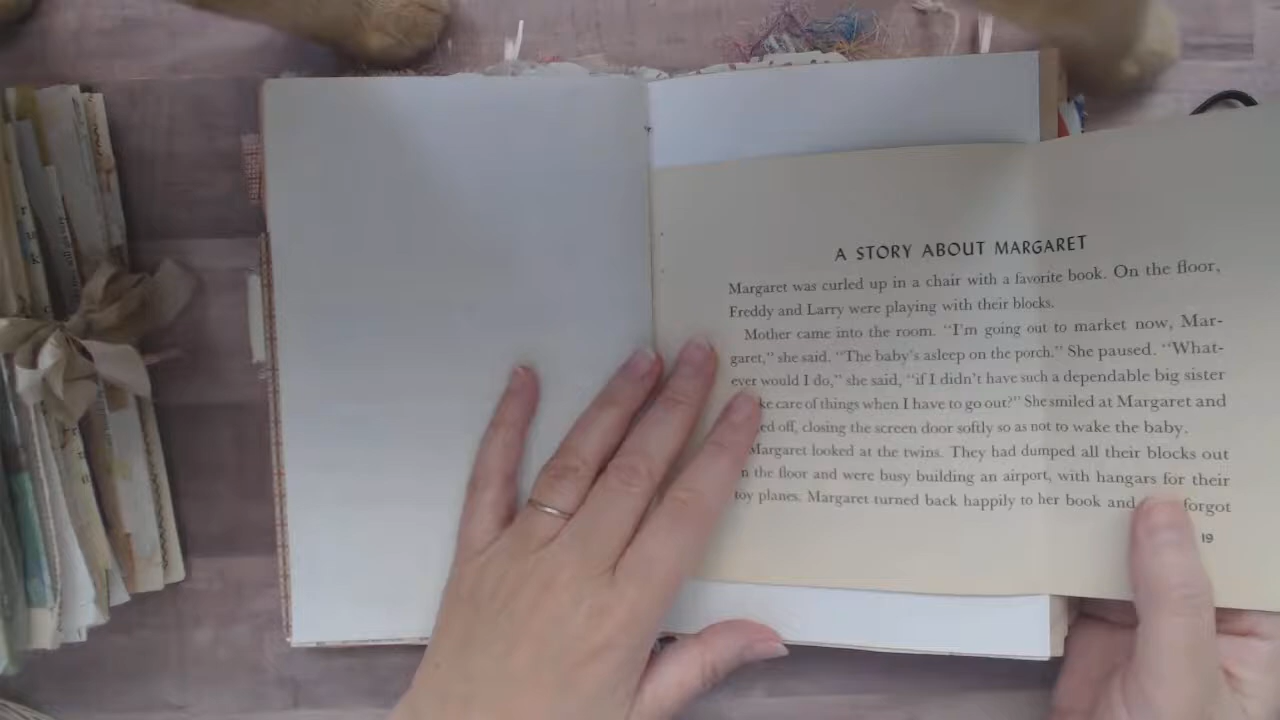 A STORY ABOUT MARGARET
Margaret was curled up in a chair with a favorite book. On the floor,
Freddy and Larry were playing with their blocks.
Mother came into the room. “I’m going out to market now, Mar-
garet,” she said. “The baby’s asleep on the porch.” She paused. “What-
ever would I do,” she said, “if I didn’t have such a dependable big sister
care of things when I have to go out?” She smiled at Margaret and
off, closing the screen door softly so as not to wake the baby.
Margaret looked at the twins. They had dumped all their blocks out
the floor and were busy building an airport, with hangars for their
toy planes. Margaret turned back happily to her book and forgot
19